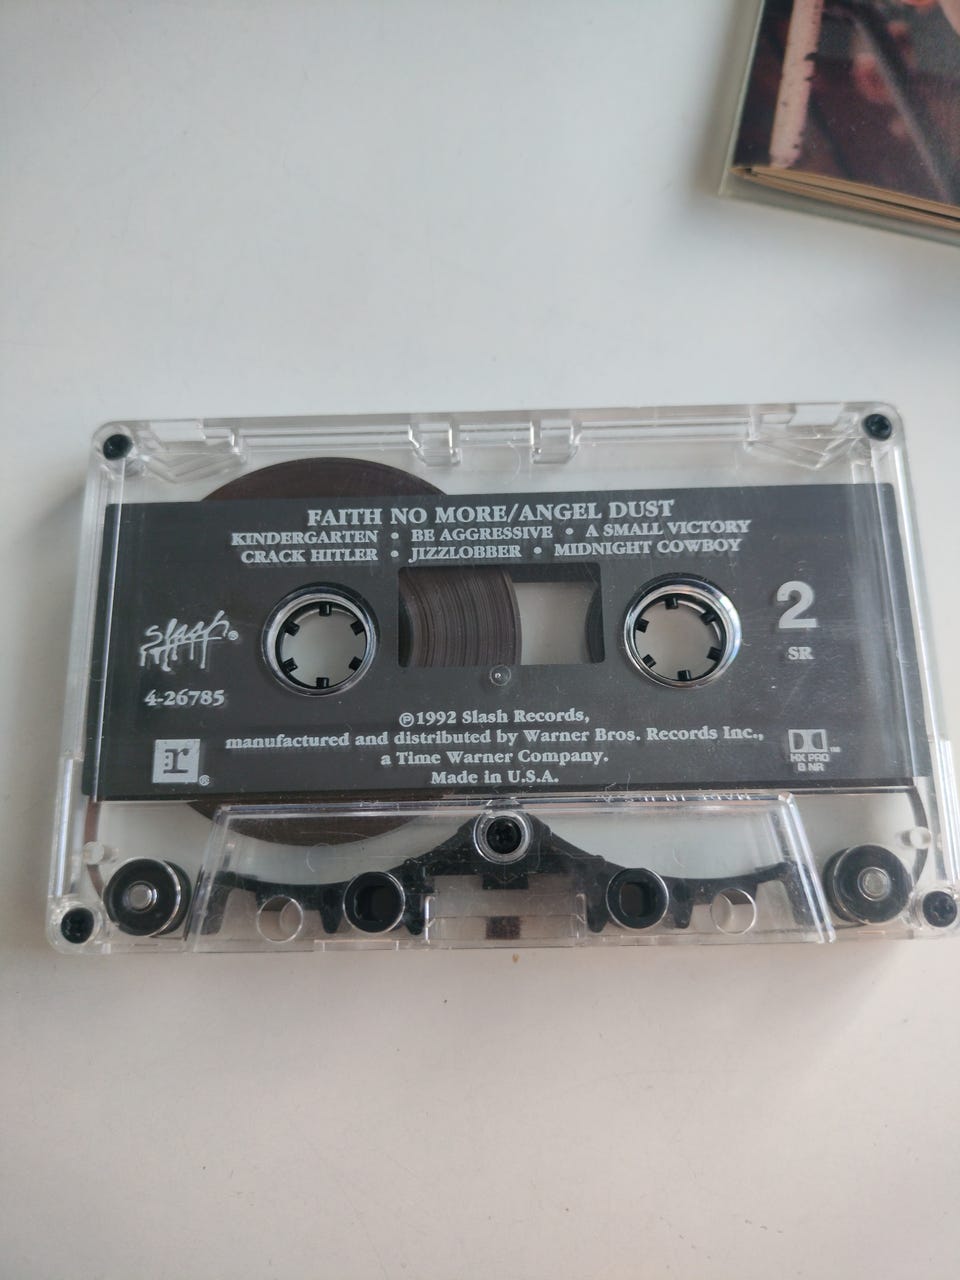 FAITH NO MORE/ANGEL DUST
KINDERGARTEN • BE AGGRESSIVE • A SMALL VICTORY
CRACK HITLER • JIZZLOBBER • MIDNIGHT COWBOY
2
SR
slash®
4-26785
℗1992 Slash Records,
manufactured and distributed by Warner Bros. Records Inc.,
a Time Warner Company.
Made in U.S.A.
r®
HX PRO
B NR
™